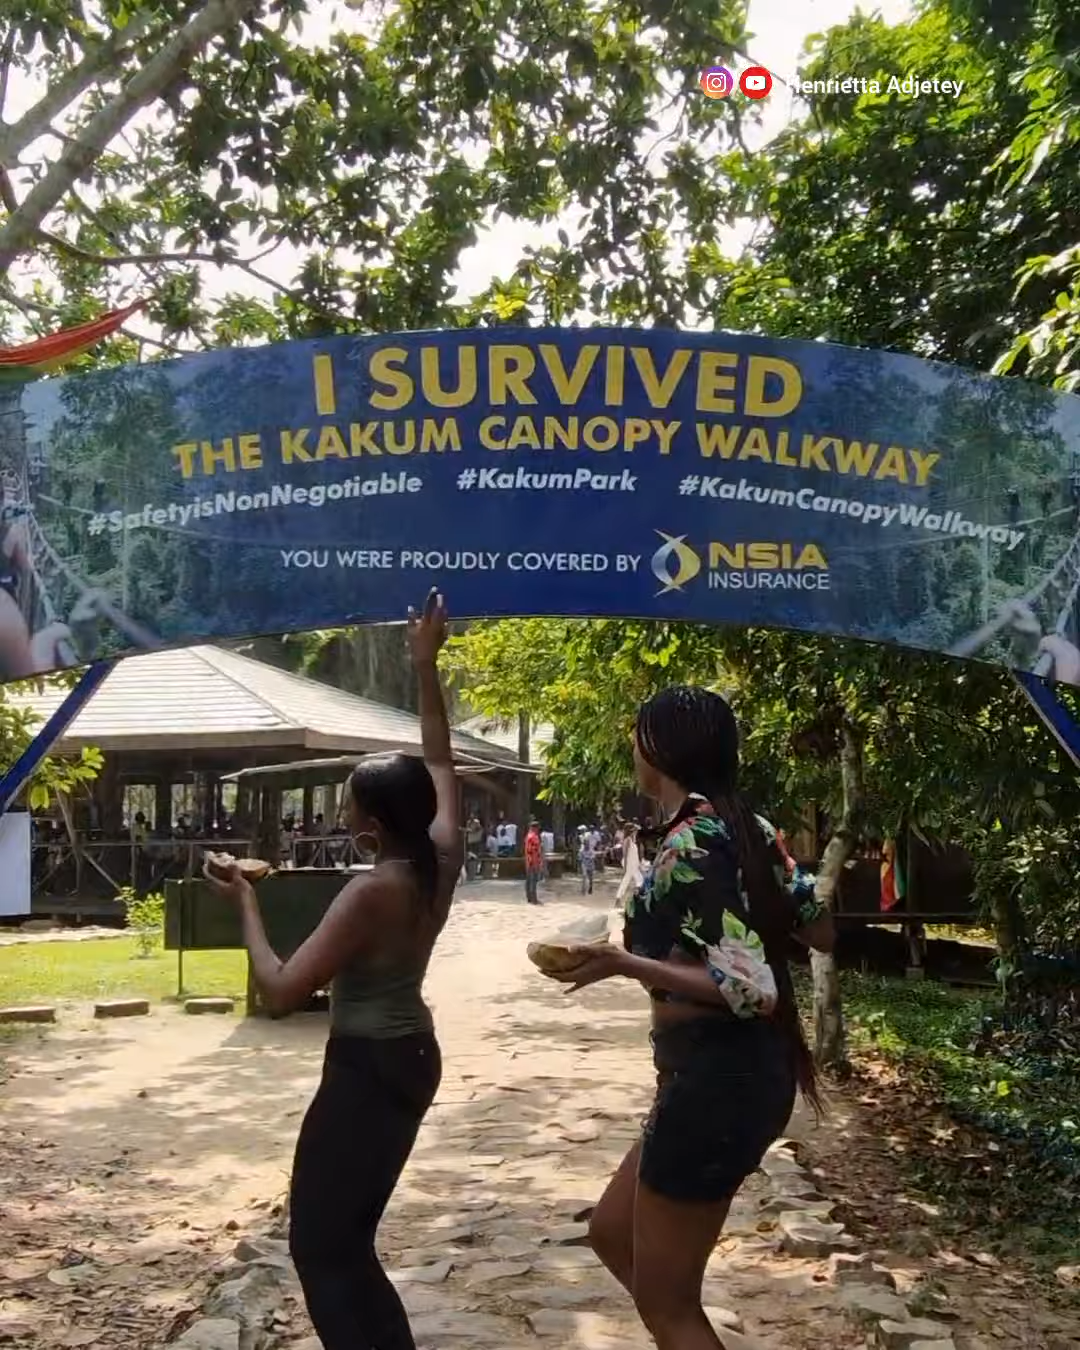 Henrietta Adjetey
I SURVIVED
THE KAKUM CANOPY WALKWAY
#SafetyisNonNegotiable #KakumPark #KakumCanopyWalkway
YOU WERE PROUDLY COVERED BY NSIA INSURANCE